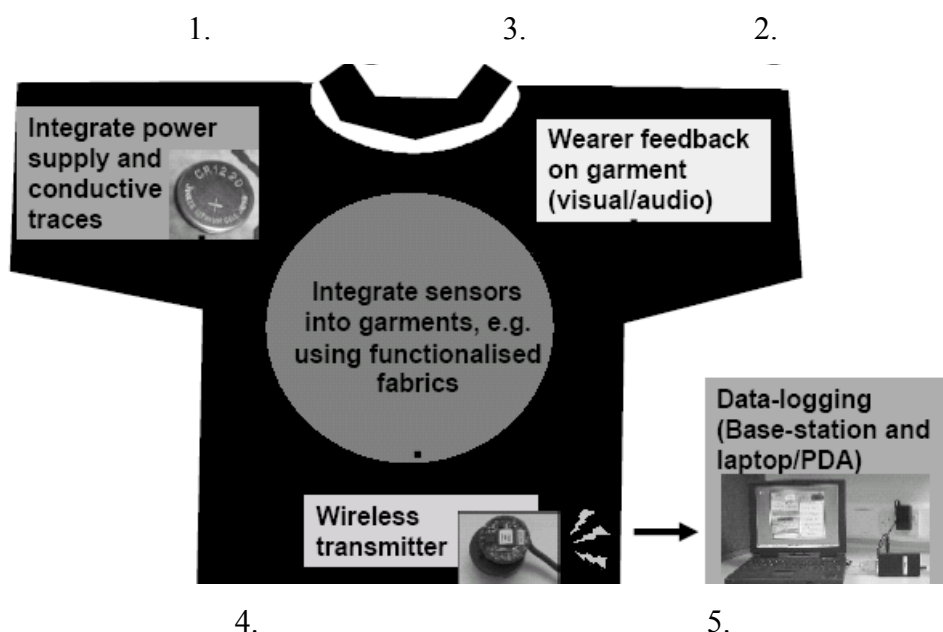 1.
3.
2.
Integrate power
supply and
conductive
traces
CR1220
Wearer feedback
on garment
(visual/audio)
Integrate sensors
into garments, e.g.
using functionalised
fabrics
Data-logging
(Base-station and
laptop/PDA)
Wireless
transmitter
4.
5.